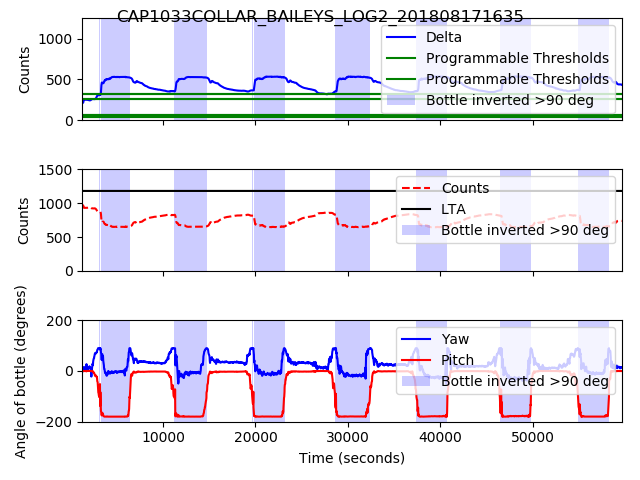 CAP1033COLLAR_BAILEYS_LOG2_201808171635
Counts
1000
500
0
Delta
Programmable Thresholds
Programmable Thresholds
Bottle inverted >90 deg
Counts
1500
1000
500
0
Counts
LTA
Bottle inverted >90 deg
Angle of bottle (degrees)
200
0
−200
Yaw
Pitch
Bottle inverted >90 deg
10000 20000 30000 40000 50000
Time (seconds)